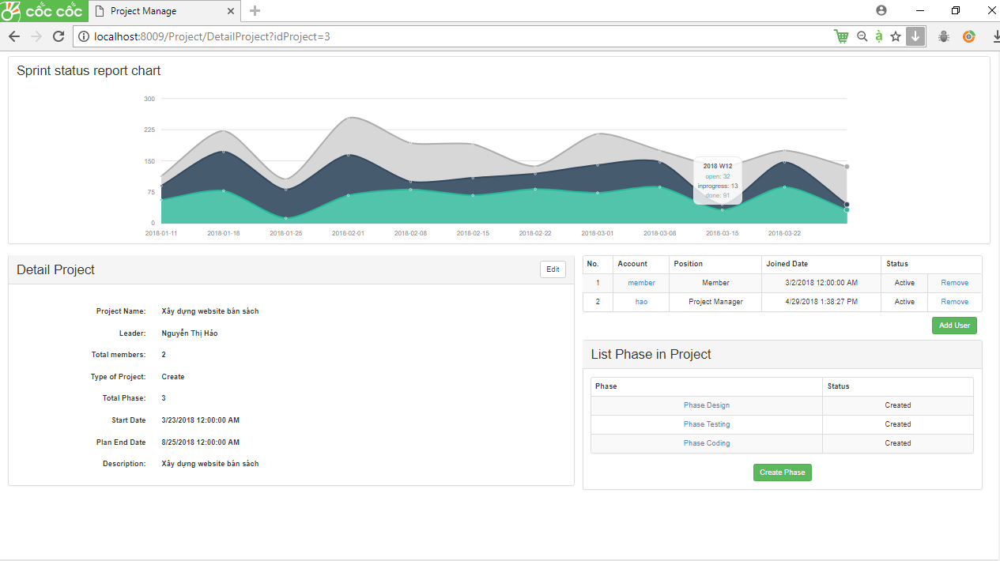 cốc cốc
Project Manage
localhost:8009/Project/DetailProject?idProject=3
Sprint status report chart
300
225
150
75
0
2018 W12
open: 32
inprogress: 13
done: 91
2018-01-11 2018-01-18 2018-01-25 2018-02-01 2018-02-08 2018-02-15 2018-02-22 2018-03-01 2018-03-08 2018-03-15 2018-03-22
Detail Project Edit
Project Name: Xây dựng website bán sách
Leader: Nguyễn Thị Hảo
Total members: 2
Type of Project: Create
Total Phase: 3
Start Date 3/23/2018 12:00:00 AM
Plan End Date 8/25/2018 12:00:00 AM
Description: Xây dựng website bán sách
No. Account Position Joined Date Status
1 member Member 3/2/2018 12:00:00 AM Active Remove
2 hao Project Manager 4/29/2018 1:38:27 PM Active Remove
Add User
List Phase in Project
Phase Status
Phase Design Created
Phase Testing Created
Phase Coding Created
Create Phase